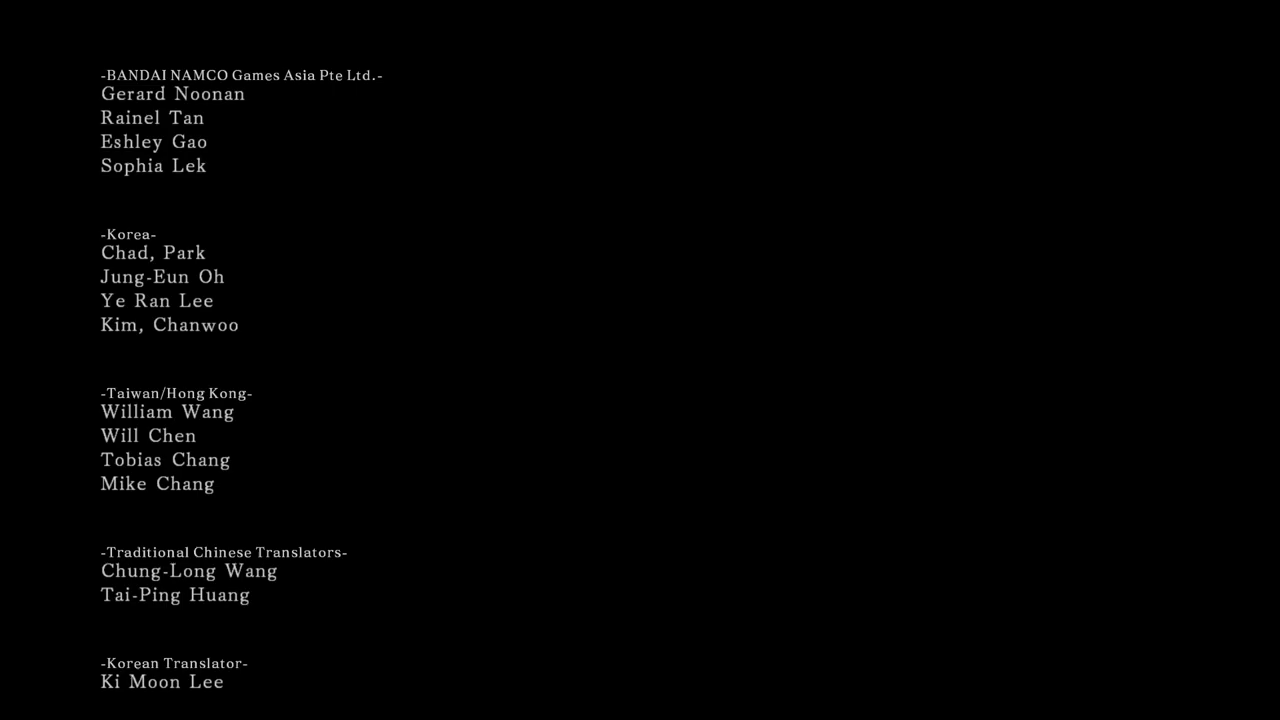 -BANDAI NAMCO Games Asia Pte Ltd.-
Gerard Noonan
Rainel Tan
Eshley Gao
Sophia Lek
-Korea-
Chad, Park
Jung-Eun Oh
Ye Ran Lee
Kim, Chanwoo
-Taiwan/Hong Kong-
William Wang
Will Chen
Tobias Chang
Mike Chang
-Traditional Chinese Translators-
Chung-Long Wang
Tai-Ping Huang
-Korean Translator-
Ki Moon Lee